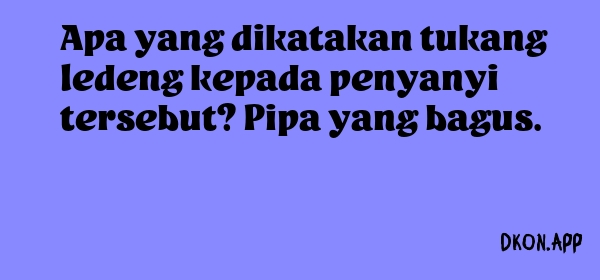 Apa yang dikatakan tukang
ledeng kepada penyanyi
tersebut? Pipa yang bagus.
DKON.APP